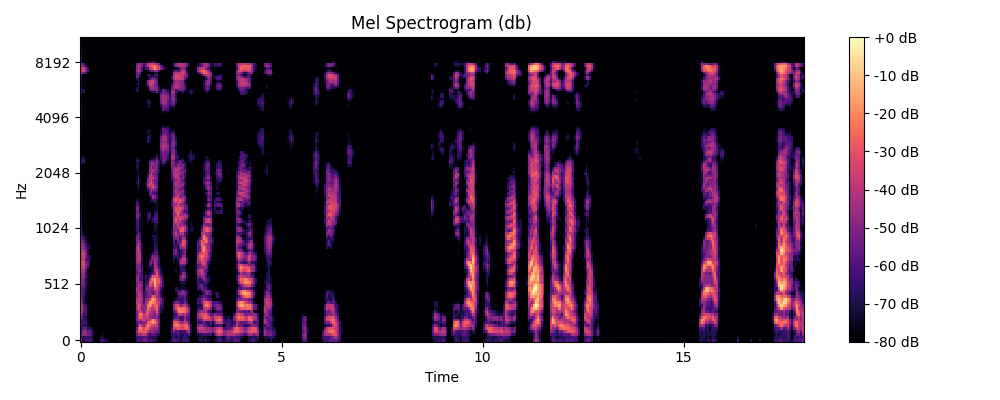 Mel Spectrogram (db)
8192
4096
2048
1024
512
0
Hz
0 5 10 15
Time
+0 dB
-10 dB
-20 dB
-30 dB
-40 dB
-50 dB
-60 dB
-70 dB
-80 dB